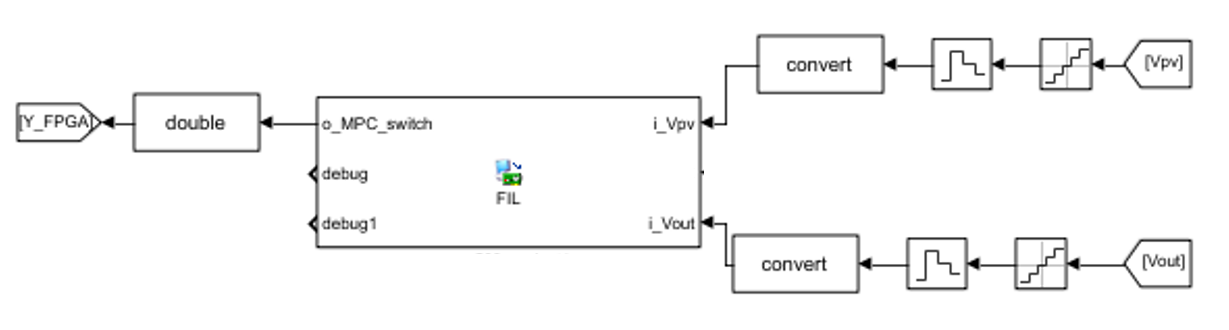 convert
[Vpv]
[Y_FPGA]
double
o_MPC_switch
i_Vpv
debug
FIL
debug1
i_Vout
convert
[Vout]